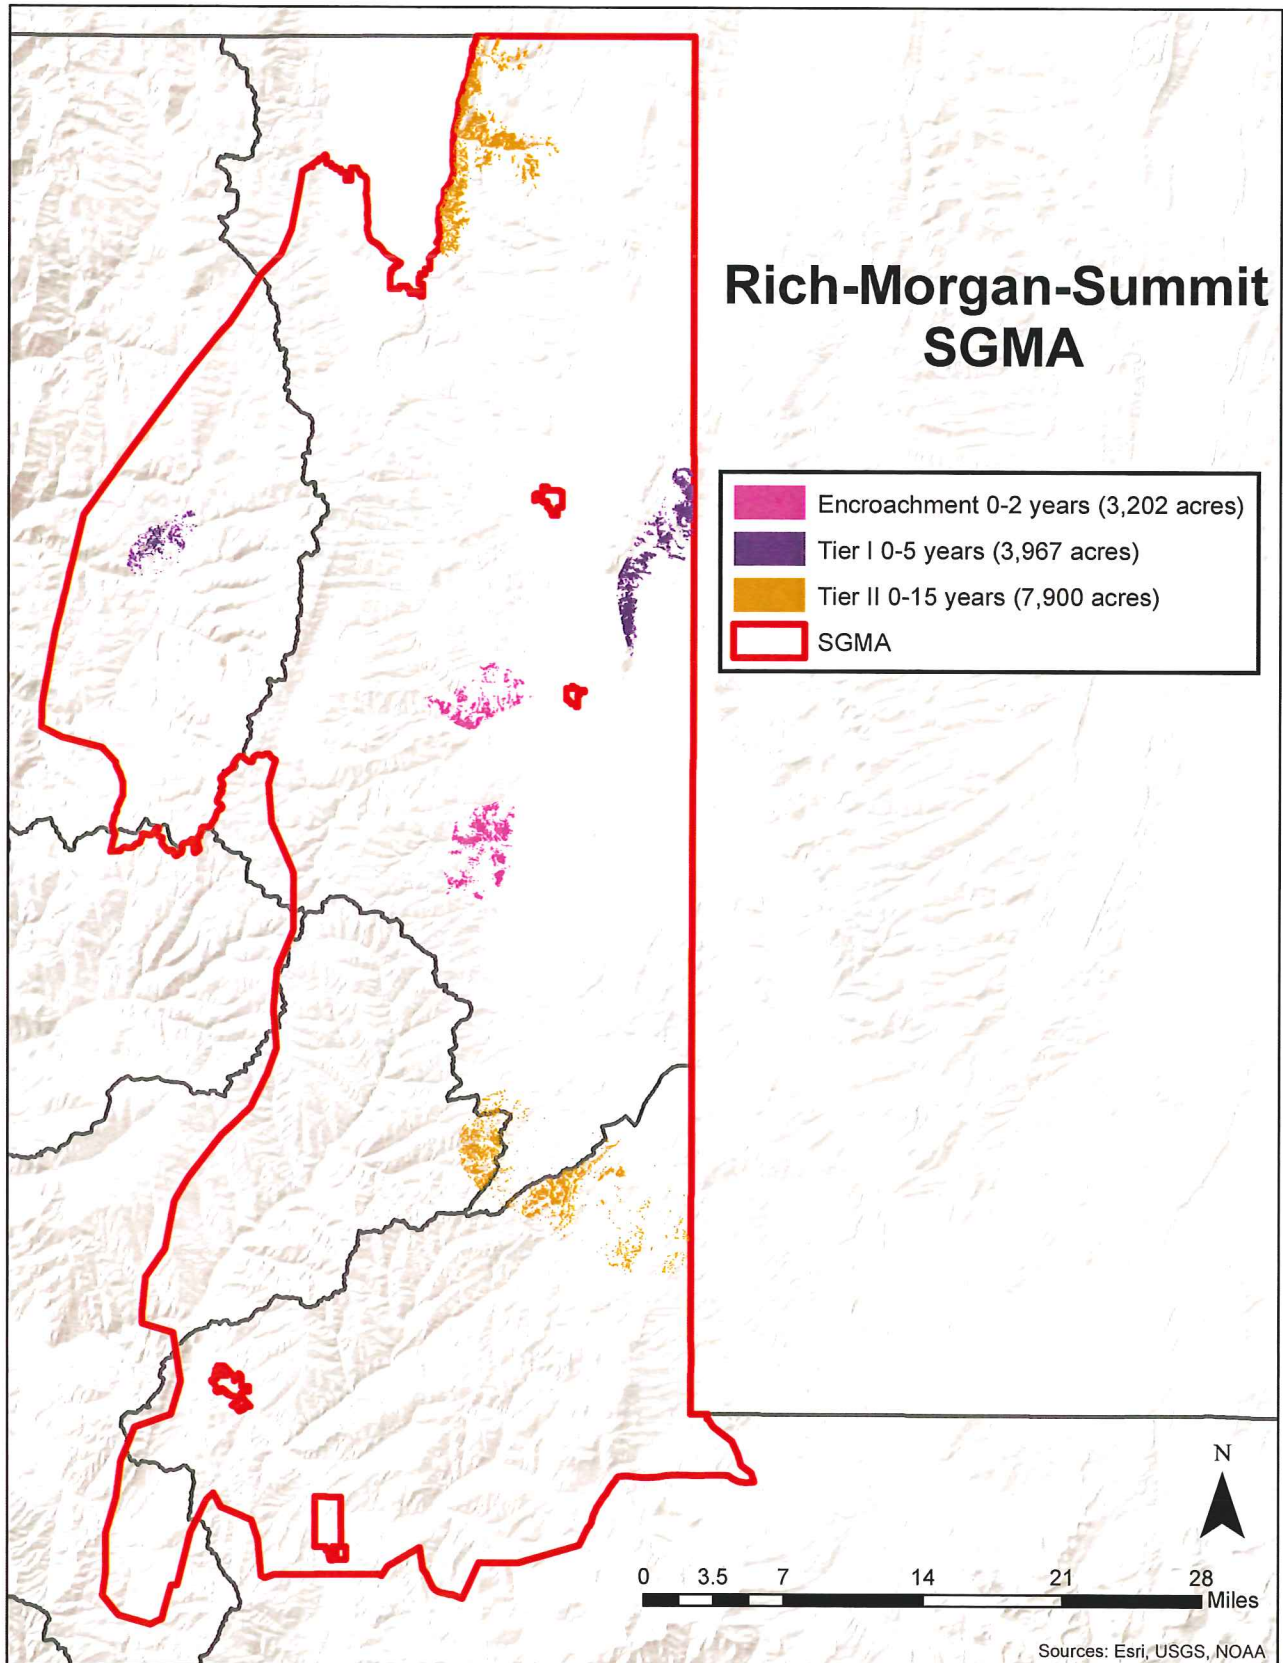 Rich-Morgan-Summit
SGMA
Encroachment 0-2 years (3,202 acres)
Tier I 0-5 years (3,967 acres)
Tier II 0-15 years (7,900 acres)
SGMA
N
0 3.5 7 14 21 28
Miles
Sources: Esri, USGS, NOAA